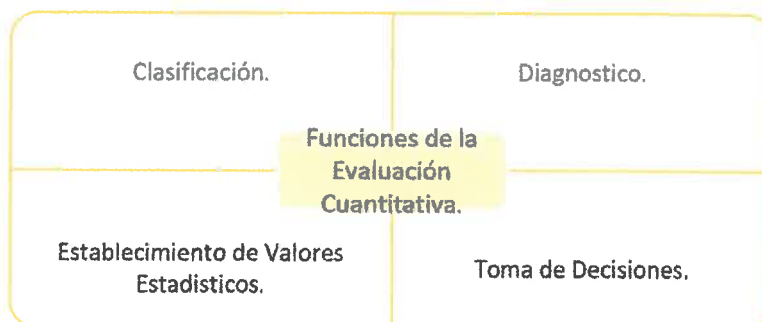 Clasificación.
Diagnostico.
Funciones de la
Evaluación
Cuantitativa.
Establecimiento de Valores
Estadisticos.
Toma de Decisiones.